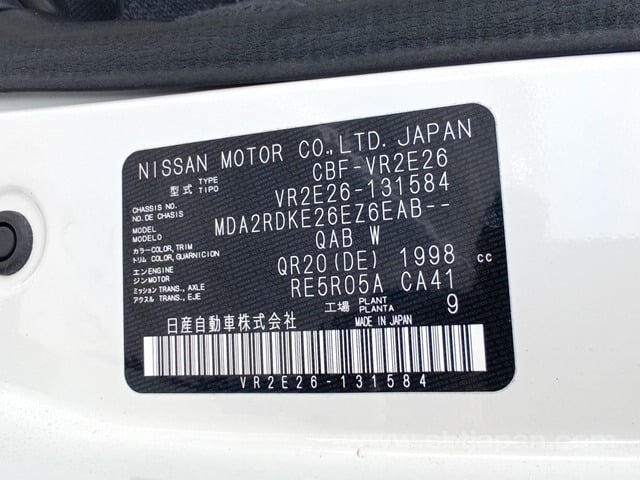 NISSAN MOTOR CO.,LTD. JAPAN
型式 TYPE TIPO CBF-VR2E26
CHASSIS NO. NO.DE CHASIS VR2E26-131584
MODEL MODELO MDA2RDKE26EZ6EAB--
カラー COLOR, TRIM トリム COLOR, GUARNICION QAB W
エンジン ENGINE MOTOR QR20(DE) 1998 cc
ミッション TRANS., AXLE アクスル TRANS., EJE RE5R05A CA41
工場 PLANT PLANTA 9
日産自動車株式会社 MADE IN JAPAN
VR2E26-131584